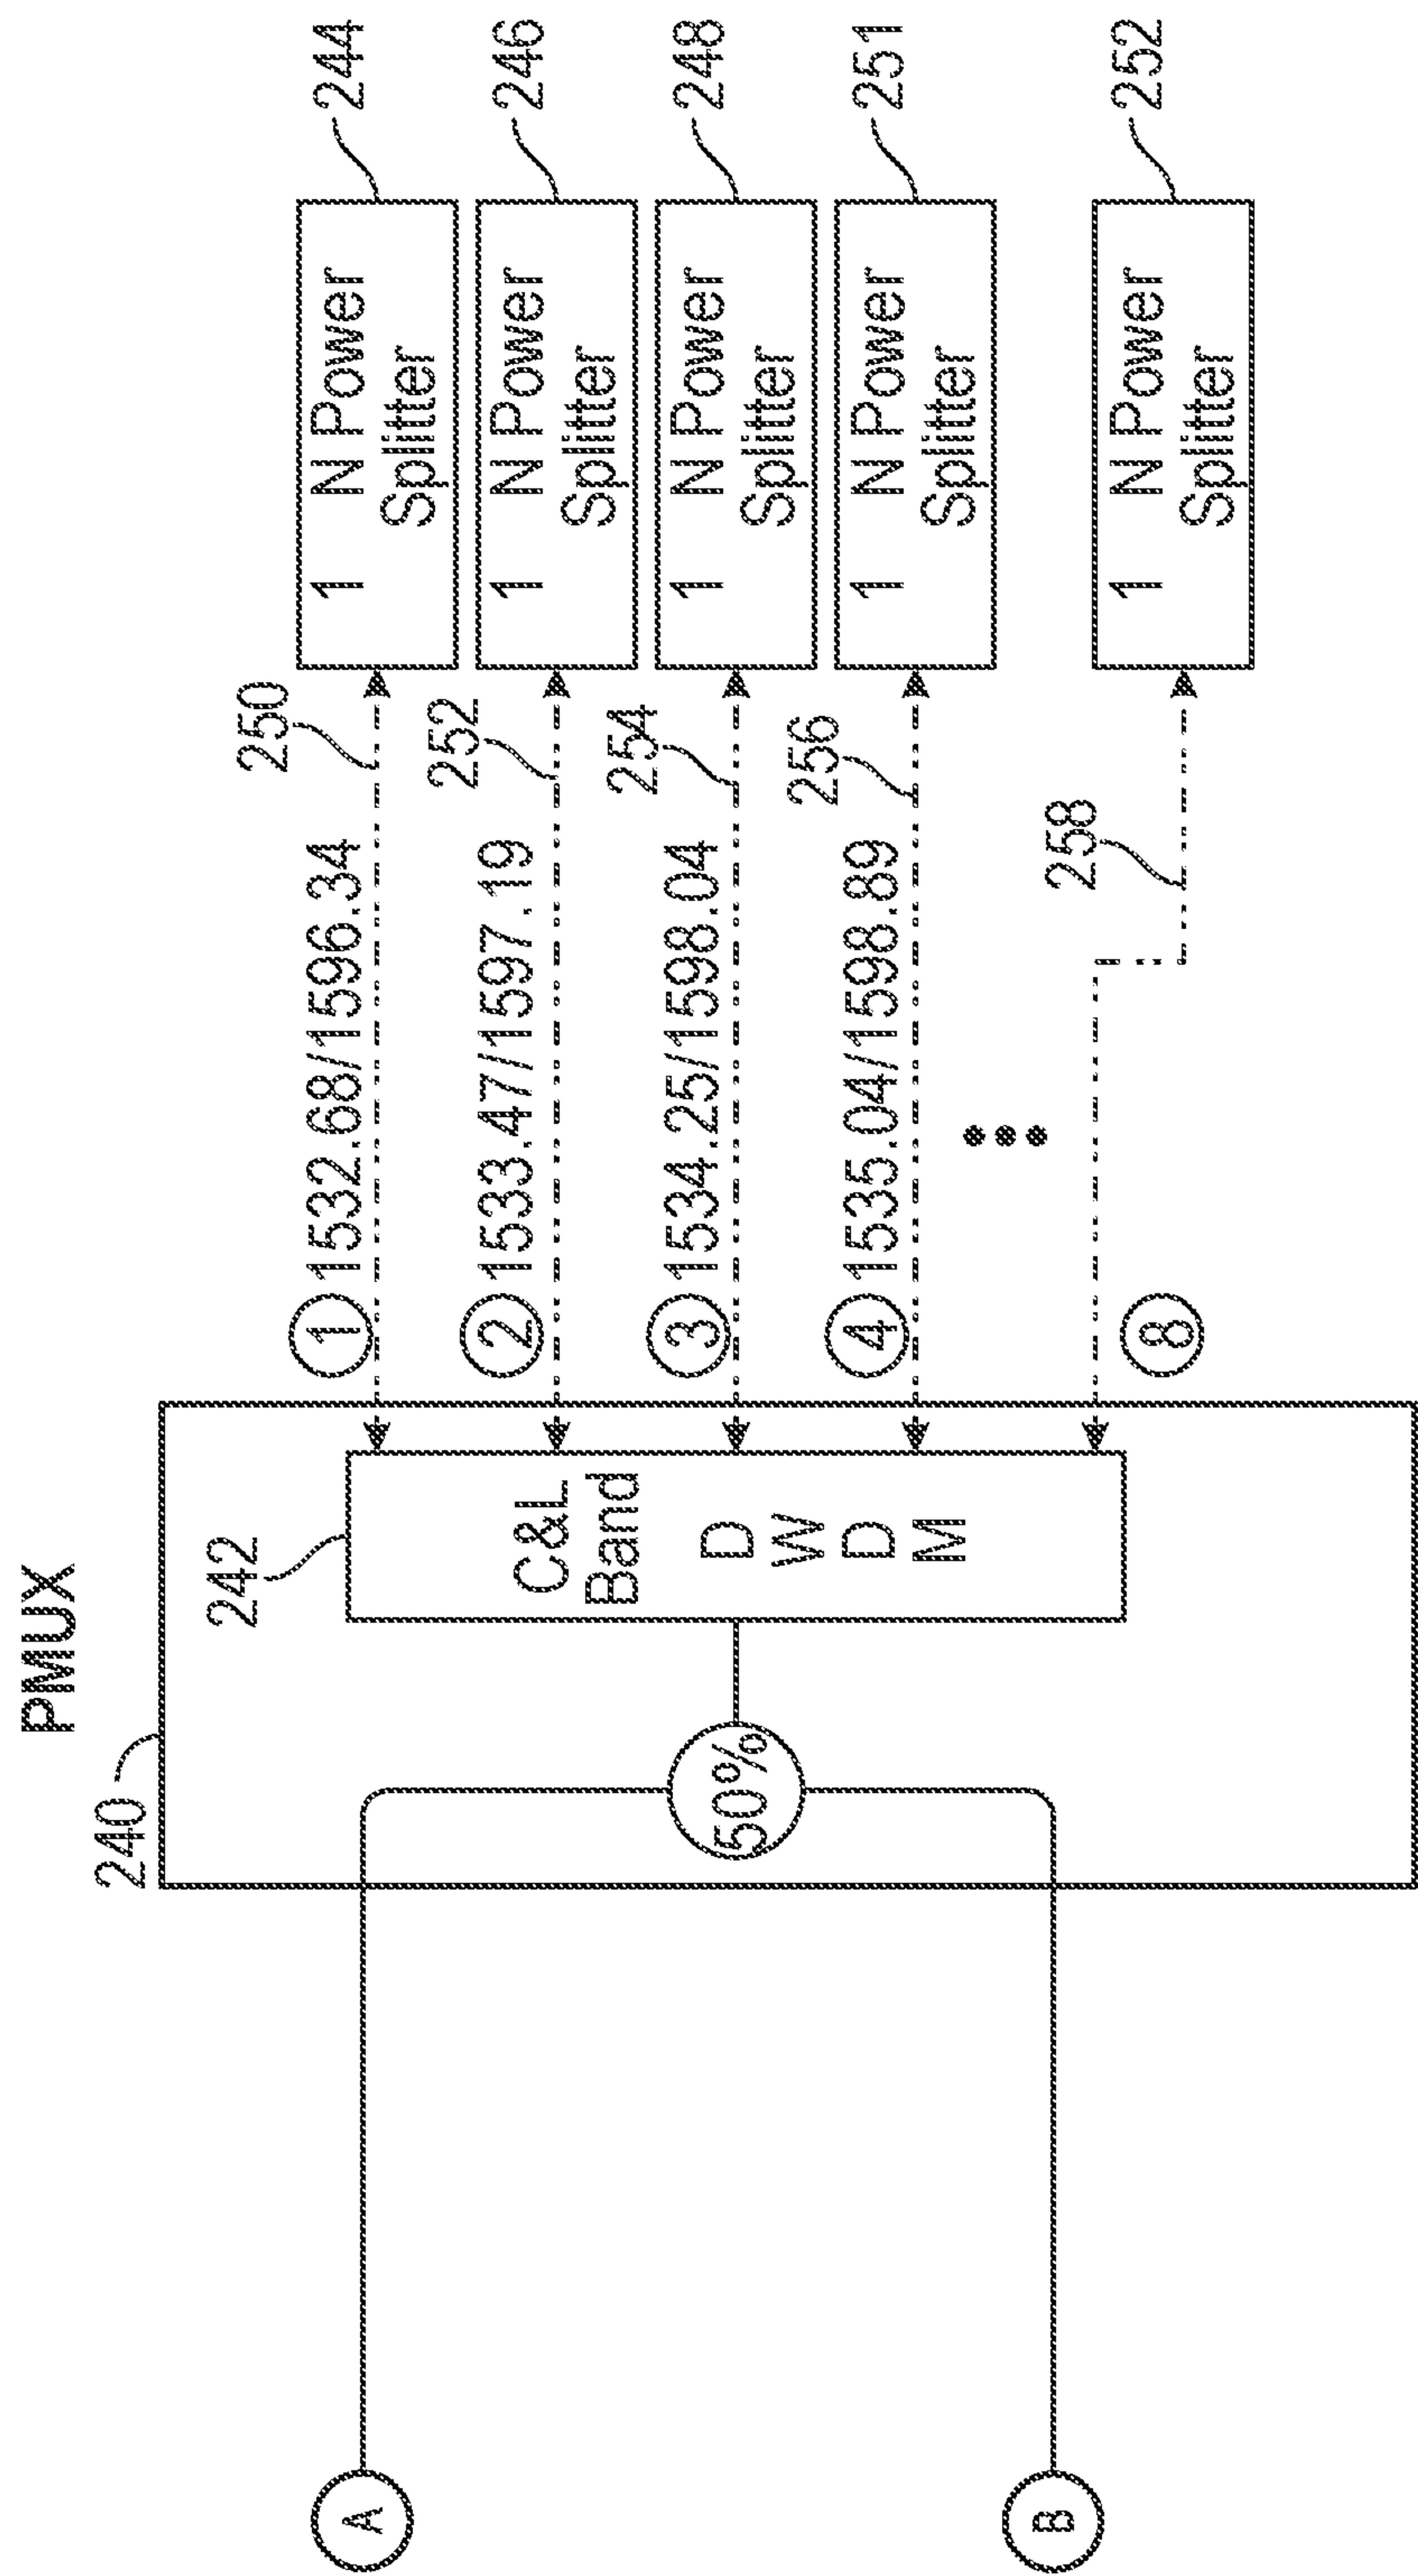 PMUX
240
242
C&L
Band
D
W
D
M
50%
A
B
1
1532.68/1596.34
250
1 N Power
Splitter
244
2
1533.47/1597.19
252
1 N Power
Splitter
246
3
1534.25/1598.04
254
1 N Power
Splitter
248
4
1535.04/1598.89
256
1 N Power
Splitter
251
8
258
1 N Power
Splitter
252